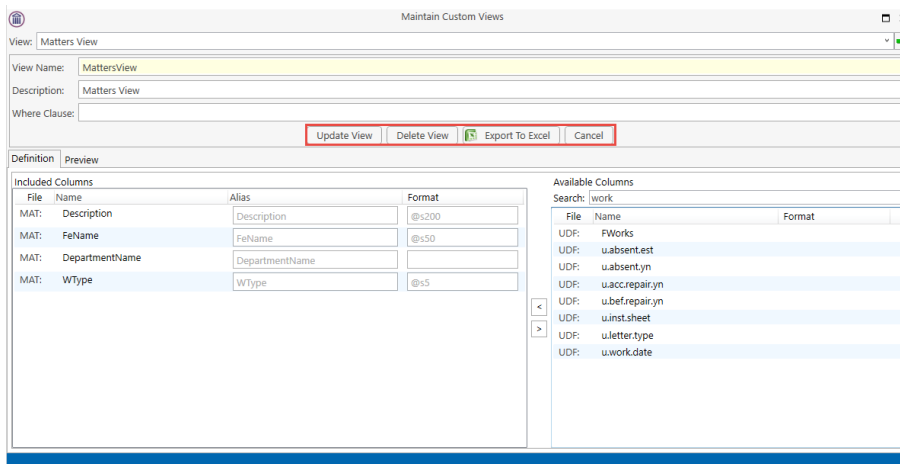 Maintain Custom Views
View: Matters View
View Name: MattersView
Description: Matters View
Where Clause:
Update View Delete View Export To Excel Cancel
Definition Preview
Included Columns
File Name Alias Format
MAT: Description Description @s200
MAT: FeName FeName @s50
MAT: DepartmentName DepartmentName
MAT: WType WType @s5
<
>
Available Columns
Search: work
File Name Format
UDF: FWorks
UDF: u.absent.est
UDF: u.absent.yn
UDF: u.acc.repair.yn
UDF: u.bef.repair.yn
UDF: u.inst.sheet
UDF: u.letter.type
UDF: u.work.date